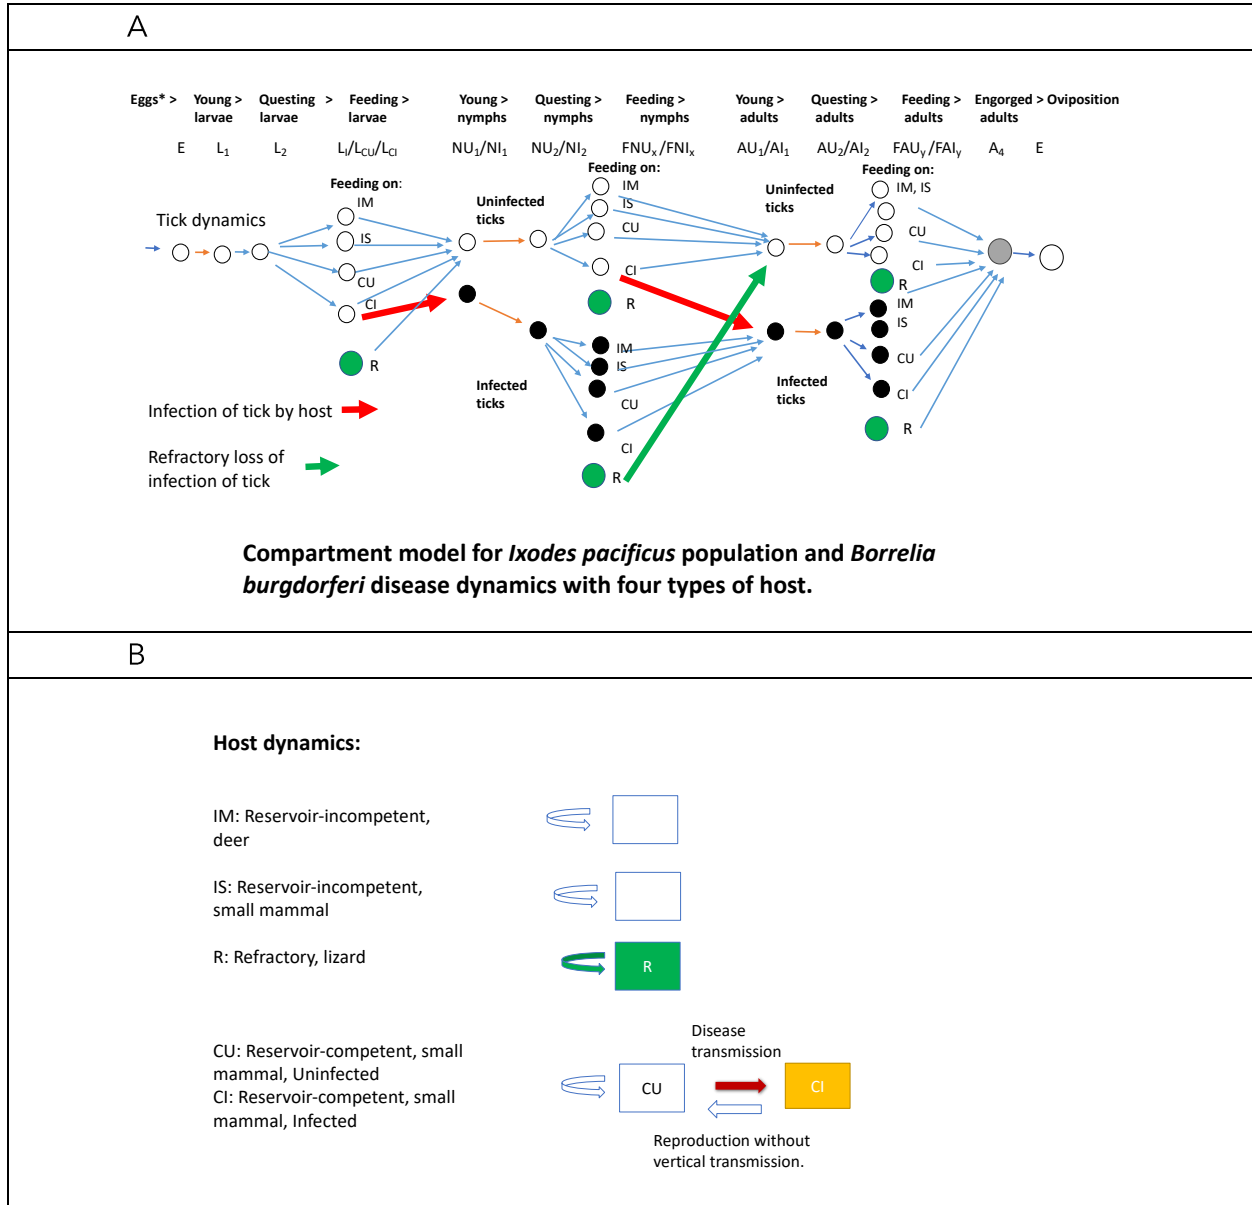 A
Eggs* > Young > Questing > Feeding > Young > Questing > Feeding > Young > Questing > Feeding > Engorged > Oviposition
larvae larvae larvae nymphs nymphs nymphs adults adults adults adults
E L1 L2 LI/LCU/LCI NU1/NI1 NU2/NI2 FNUx/FNIx AU1/AI1 AU2/AI2 FAUy/FAIy A4 E
Feeding on:
Feeding on:
Feeding on:
Uninfected
ticks
Uninfected
ticks
Tick dynamics
IM
IS
CU
CI
R
IM
IS
CU
CI
R
IM, IS
CU
CI
R
IM
IS
CU
CI
R
IM
IS
CU
CI
R
Infected
ticks
Infected
ticks
Infection of tick by host
Refractory loss of
infection of tick
Compartment model for Ixodes pacificus population and Borrelia
burgdorferi disease dynamics with four types of host.
B
Host dynamics:
IM: Reservoir-incompetent,
deer
IS: Reservoir-incompetent,
small mammal
R: Refractory, lizard
R
CU: Reservoir-competent, small
mammal, Uninfected
CI: Reservoir-competent, small
mammal, Infected
Disease
transmission
CU
CI
Reproduction without
vertical transmission.